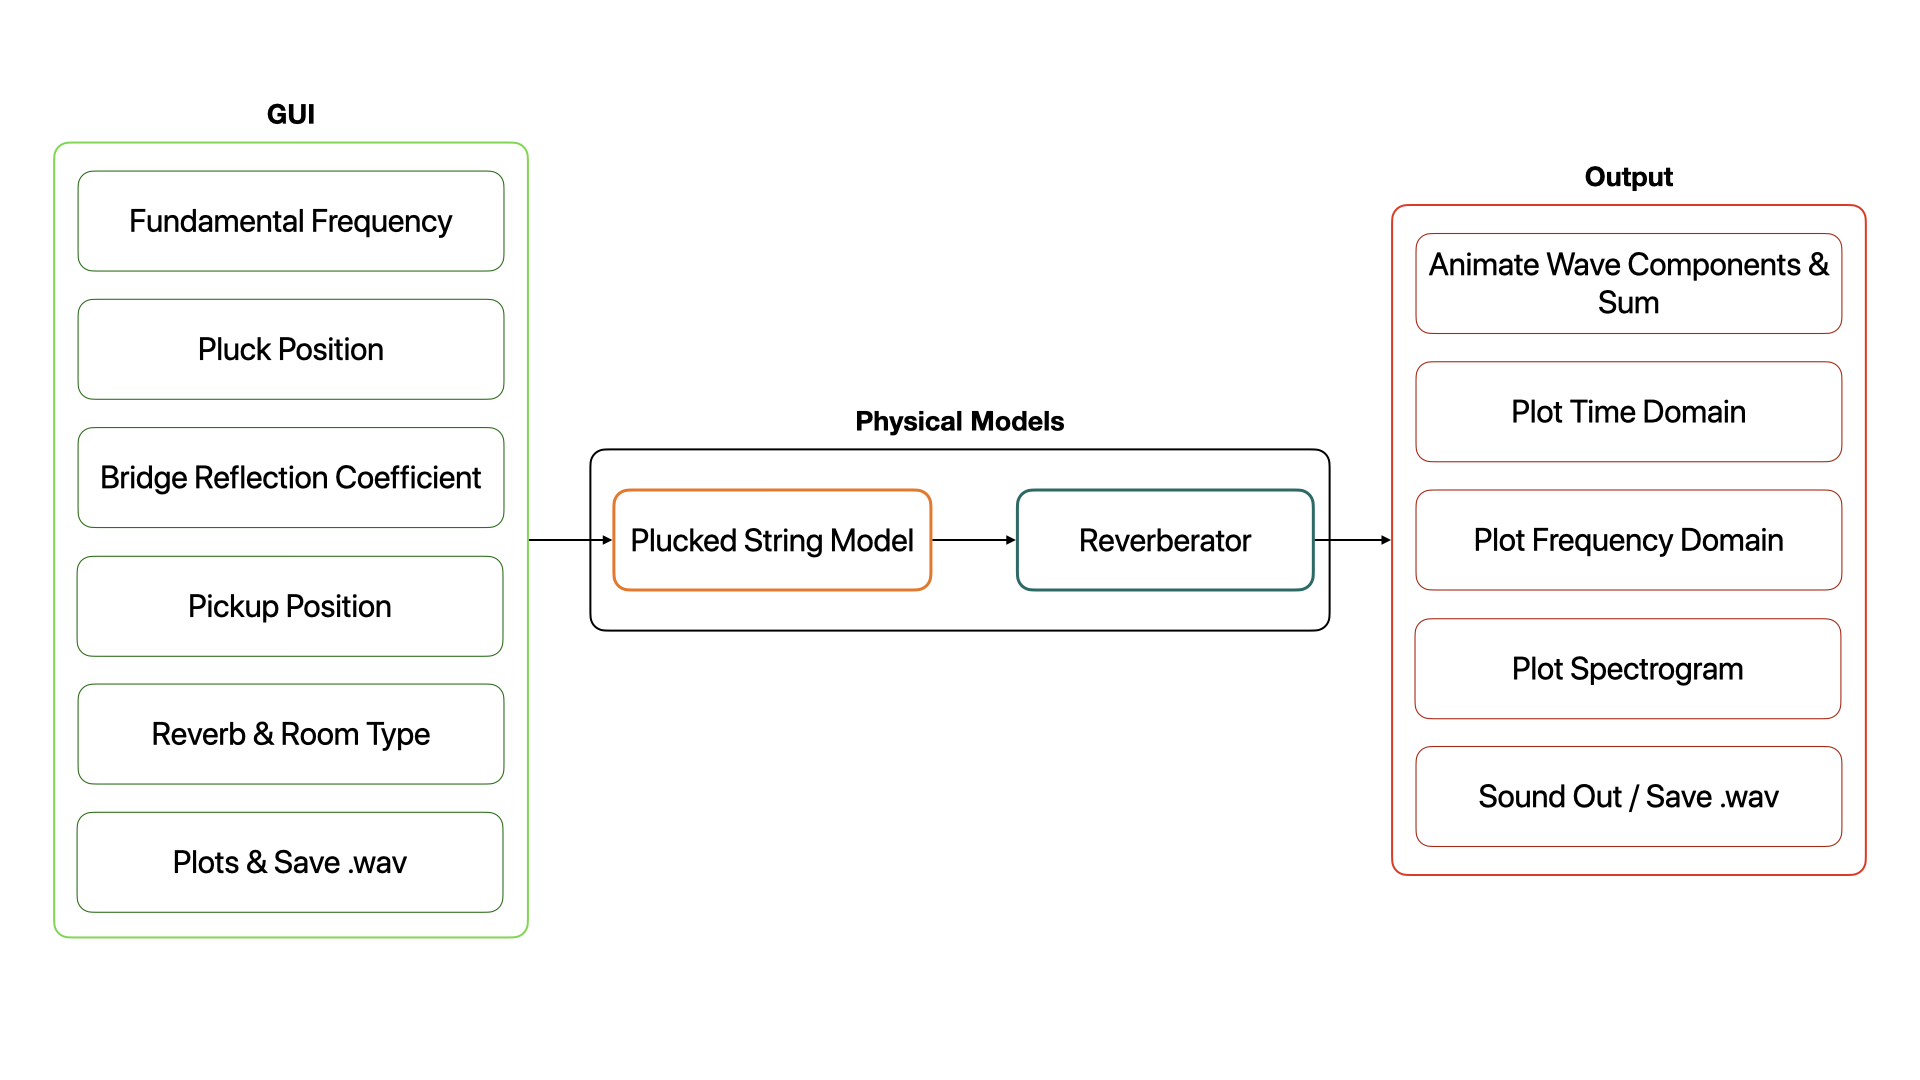 GUI
Fundamental Frequency
Pluck Position
Bridge Reflection Coefficient
Pickup Position
Reverb & Room Type
Plots & Save .wav
Physical Models
Plucked String Model
Reverberator
Output
Animate Wave Components &
Sum
Plot Time Domain
Plot Frequency Domain
Plot Spectrogram
Sound Out / Save .wav